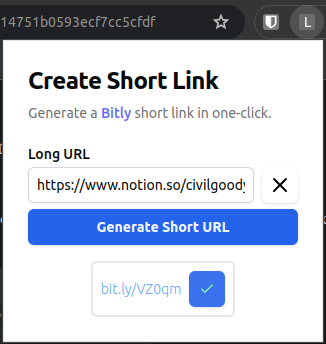 14751b0593ecf7cc5cfdf
L
Create Short Link
Generate a Bitly short link in one-click.
Long URL
https://www.notion.so/civilgoody
Generate Short URL
bit.ly/VZ0qm